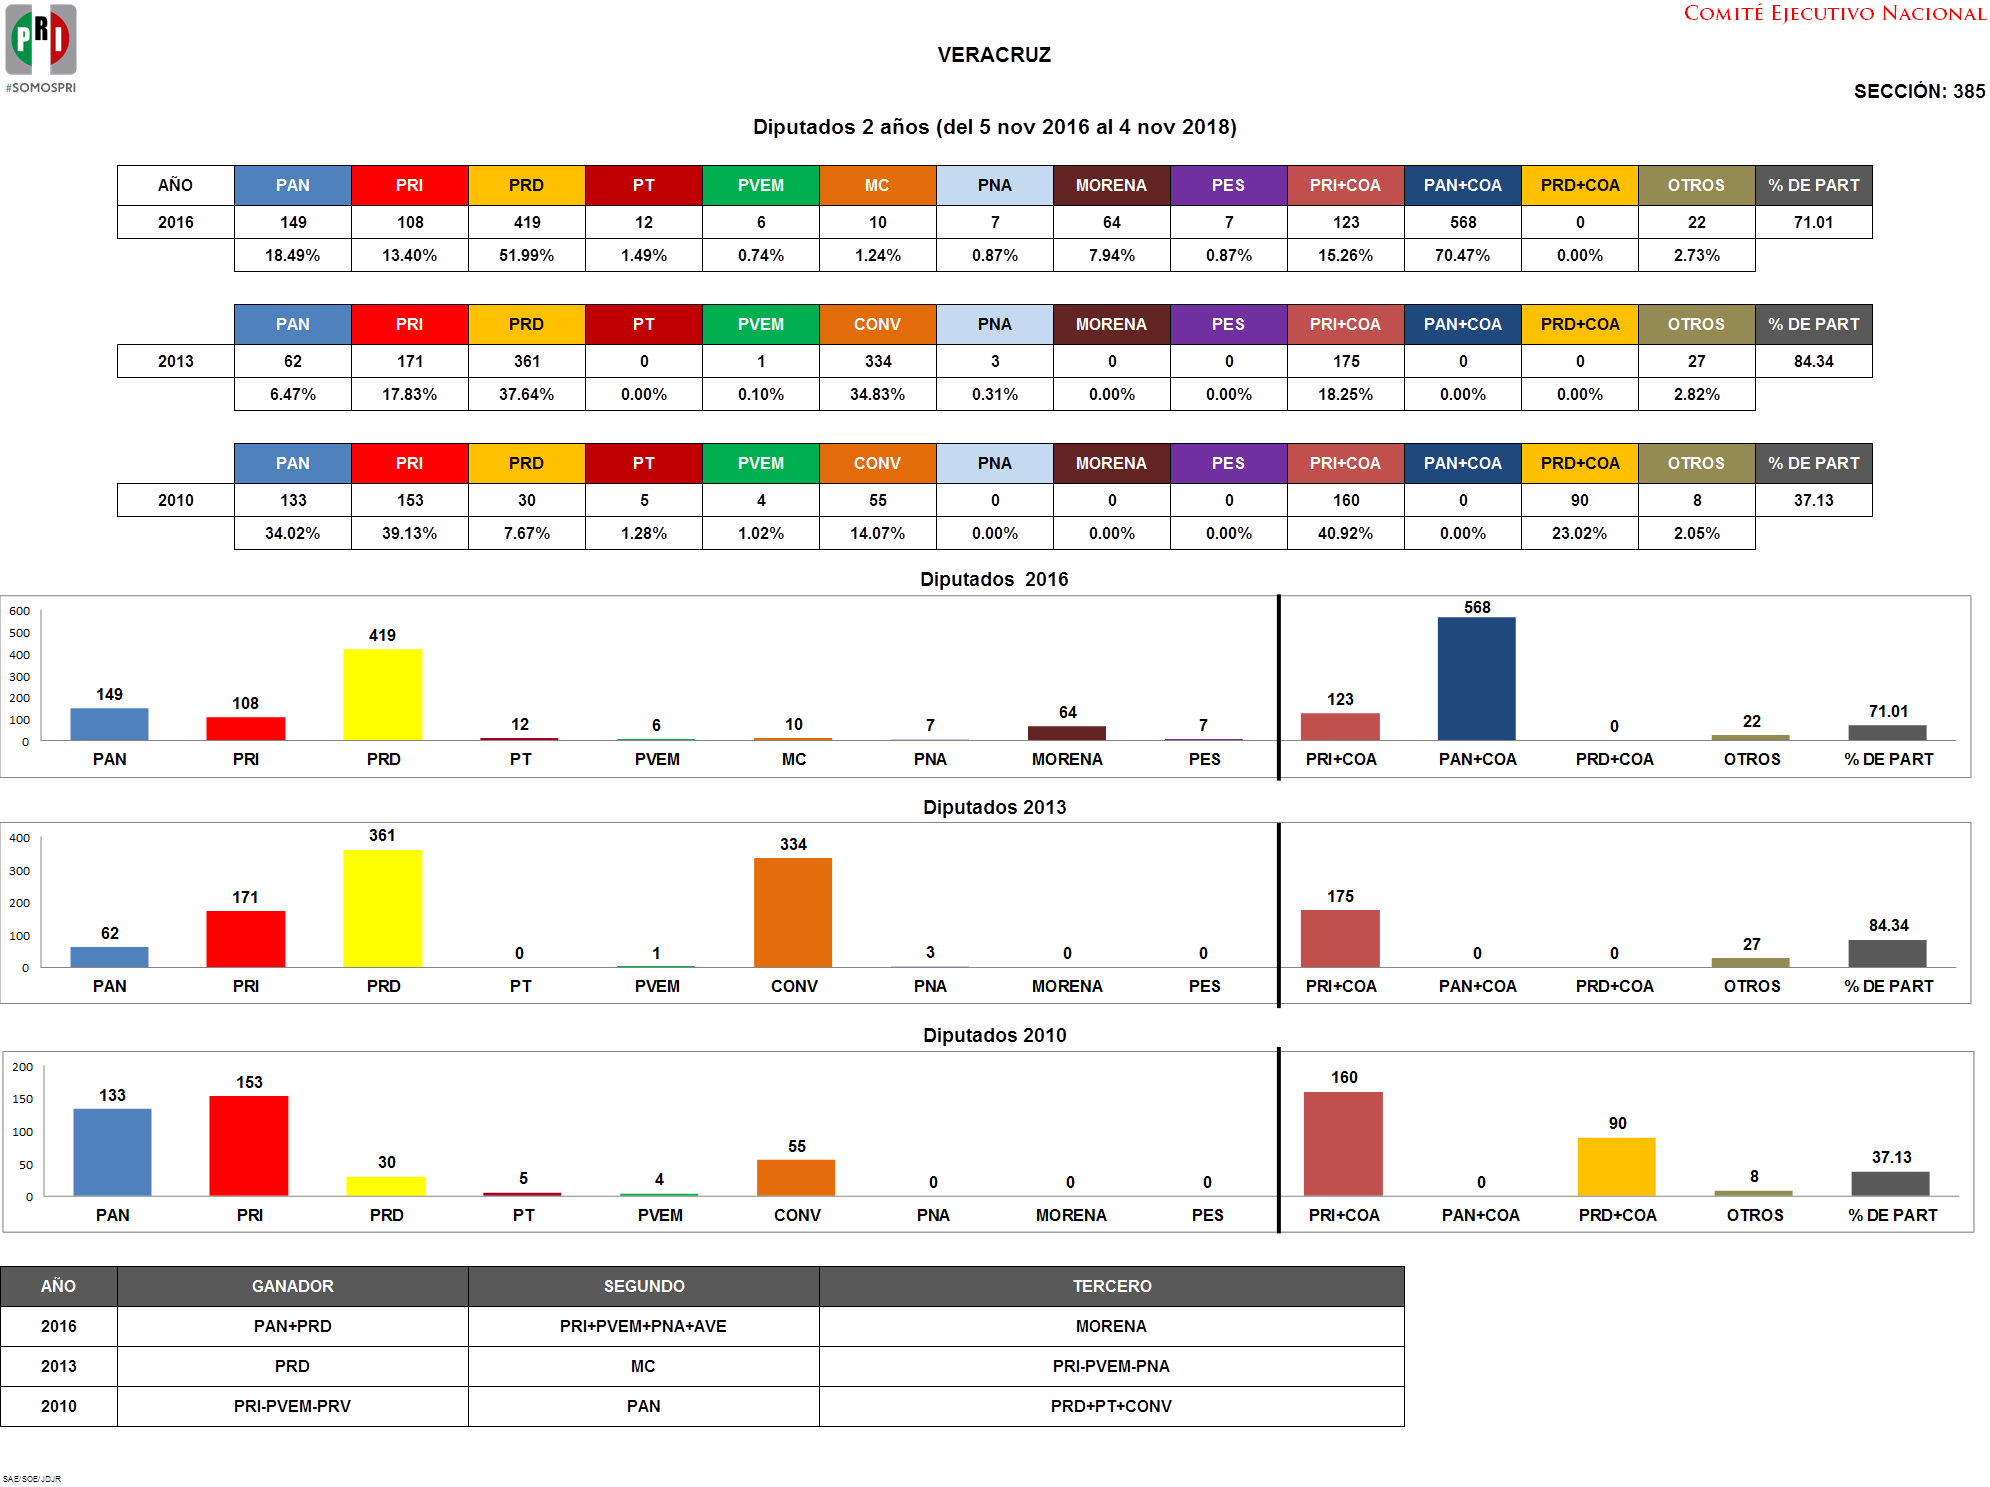 PRI
#SOMOSPRI
COMITÉ EJECUTIVO NACIONAL
VERACRUZ
SECCIÓN: 385
Diputados 2 años (del 5 nov 2016 al 4 nov 2018)
AÑO PAN PRI PRD PT PVEM MC PNA MORENA PES PRI+COA PAN+COA PRD+COA OTROS % DE PART
2016 149 108 419 12 6 10 7 64 7 123 568 0 22 71.01
18.49% 13.40% 51.99% 1.49% 0.74% 1.24% 0.87% 7.94% 0.87% 15.26% 70.47% 0.00% 2.73%
PAN PRI PRD PT PVEM CONV PNA MORENA PES PRI+COA PAN+COA PRD+COA OTROS % DE PART
2013 62 171 361 0 1 334 3 0 0 175 0 0 27 84.34
6.47% 17.83% 37.64% 0.00% 0.10% 34.83% 0.31% 0.00% 0.00% 18.25% 0.00% 0.00% 2.82%
PAN PRI PRD PT PVEM CONV PNA MORENA PES PRI+COA PAN+COA PRD+COA OTROS % DE PART
2010 133 153 30 5 4 55 0 0 0 160 0 90 8 37.13
34.02% 39.13% 7.67% 1.28% 1.02% 14.07% 0.00% 0.00% 0.00% 40.92% 0.00% 23.02% 2.05%
Diputados 2016
600
500
400
300
200
100
0
149 108 419 12 6 10 7 64 7 123 568 0 22 71.01
PAN PRI PRD PT PVEM MC PNA MORENA PES PRI+COA PAN+COA PRD+COA OTROS % DE PART
Diputados 2013
400
300
200
100
0
62 171 361 0 1 334 3 0 0 175 0 0 27 84.34
PAN PRI PRD PT PVEM CONV PNA MORENA PES PRI+COA PAN+COA PRD+COA OTROS % DE PART
Diputados 2010
200
150
100
50
0
133 153 30 5 4 55 0 0 0 160 0 90 8 37.13
PAN PRI PRD PT PVEM CONV PNA MORENA PES PRI+COA PAN+COA PRD+COA OTROS % DE PART
AÑO GANADOR SEGUNDO TERCERO
2016 PAN+PRD PRI+PVEM+PNA+AVE MORENA
2013 PRD MC PRI-PVEM-PNA
2010 PRI-PVEM-PRV PAN PRD+PT+CONV
SAE/SOE/JDJR